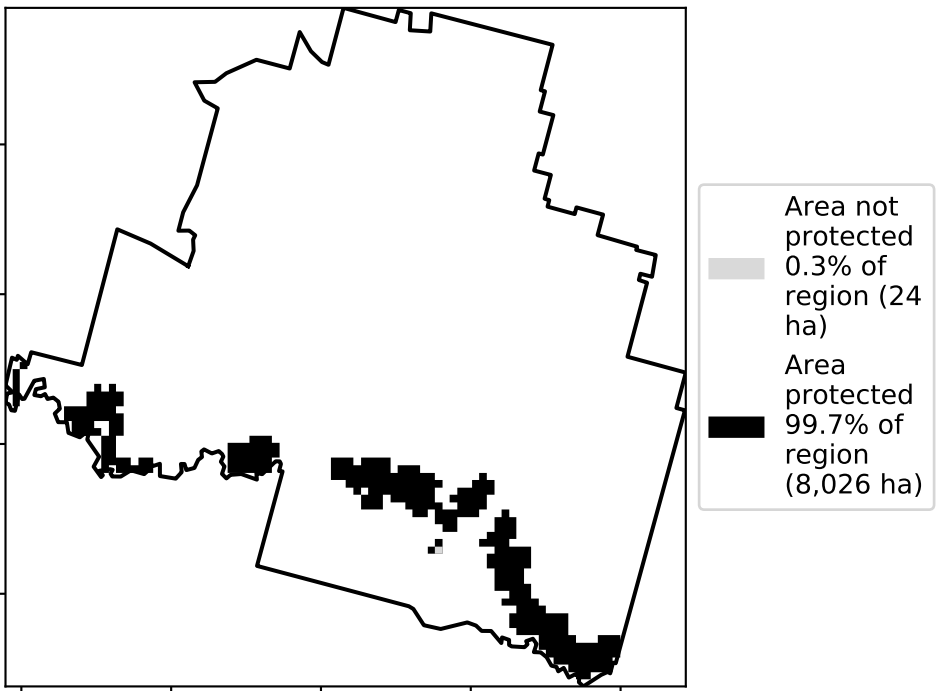 Area not
protected
0.3% of
region (24
ha)
Area
protected
99.7% of
region
(8,026 ha)